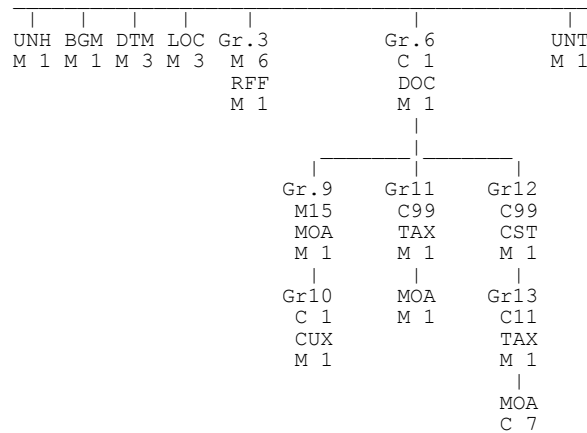 UNH BGM DTM LOC Gr.3 Gr.6 UNT
M 1 M 1 M 3 M 3 M 6 C 1 M 1
RFF DOC
M 1 M 1
Gr.9 Gr11 Gr12
M15 C99 C99
MOA TAX CST
M 1 M 1 M 1
Gr10 MOA Gr13
C 1 M 1 C11
CUX TAX
M 1 M 1
MOA
C 7